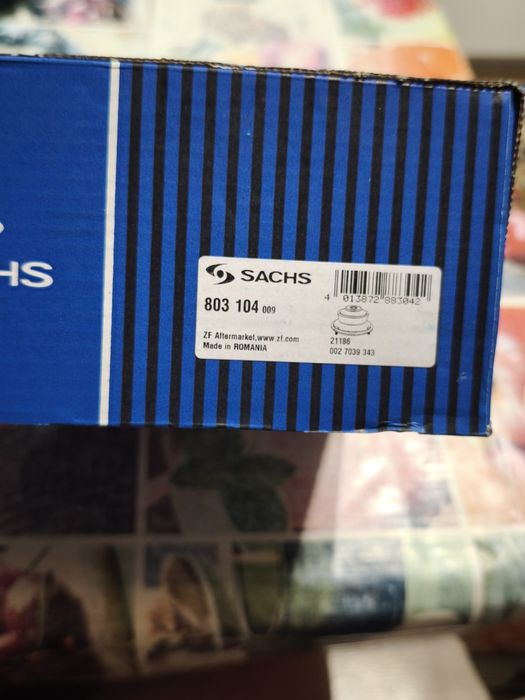 HS
SACHS
803 104 009
4 013872 883042
ZF Aftermarket,www.zf.com
Made in ROMANIA
21186
002 7039 343